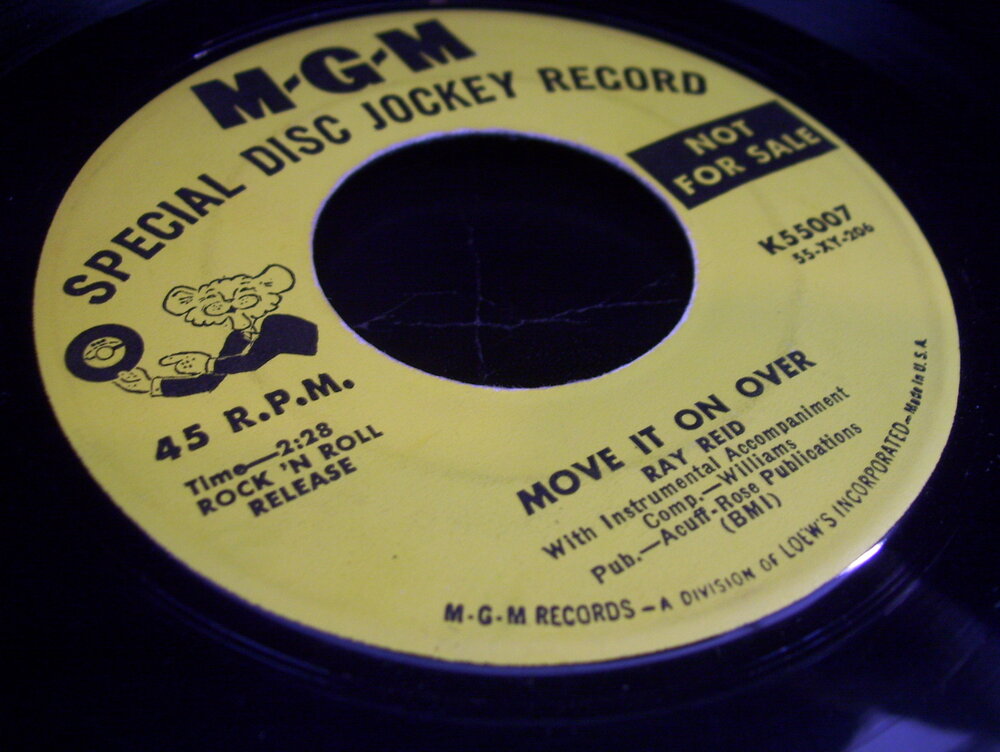 M-G-M
SPECIAL DISC JOCKEY RECORD
NOT
FOR SALE
K55007
55-XY-206
45 R.P.M.
Time—2:28
ROCK 'N ROLL
RELEASE
MOVE IT ON OVER
RAY REID
With Instrumental Accompaniment
Comp.—Williams
Pub.—Acuff-Rose Publications
(BMI)
M-G-M RECORDS—A DIVISION OF LOEW'S INCORPORATED—Made in U.S.A.